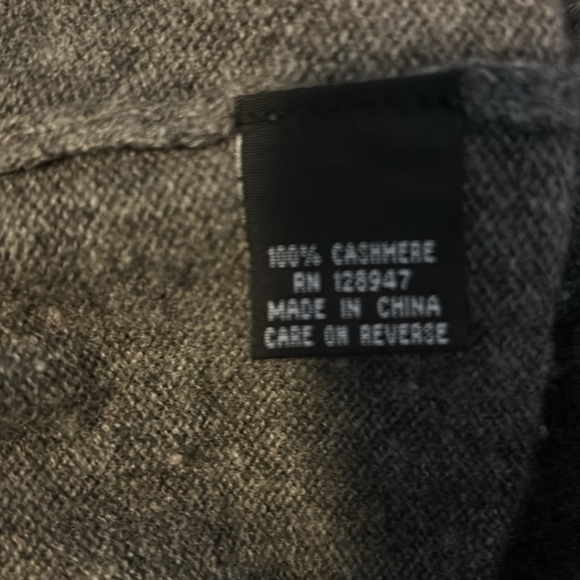 100% CASHMERE
RN 128947
MADE IN CHINA
CARE ON REVERSE